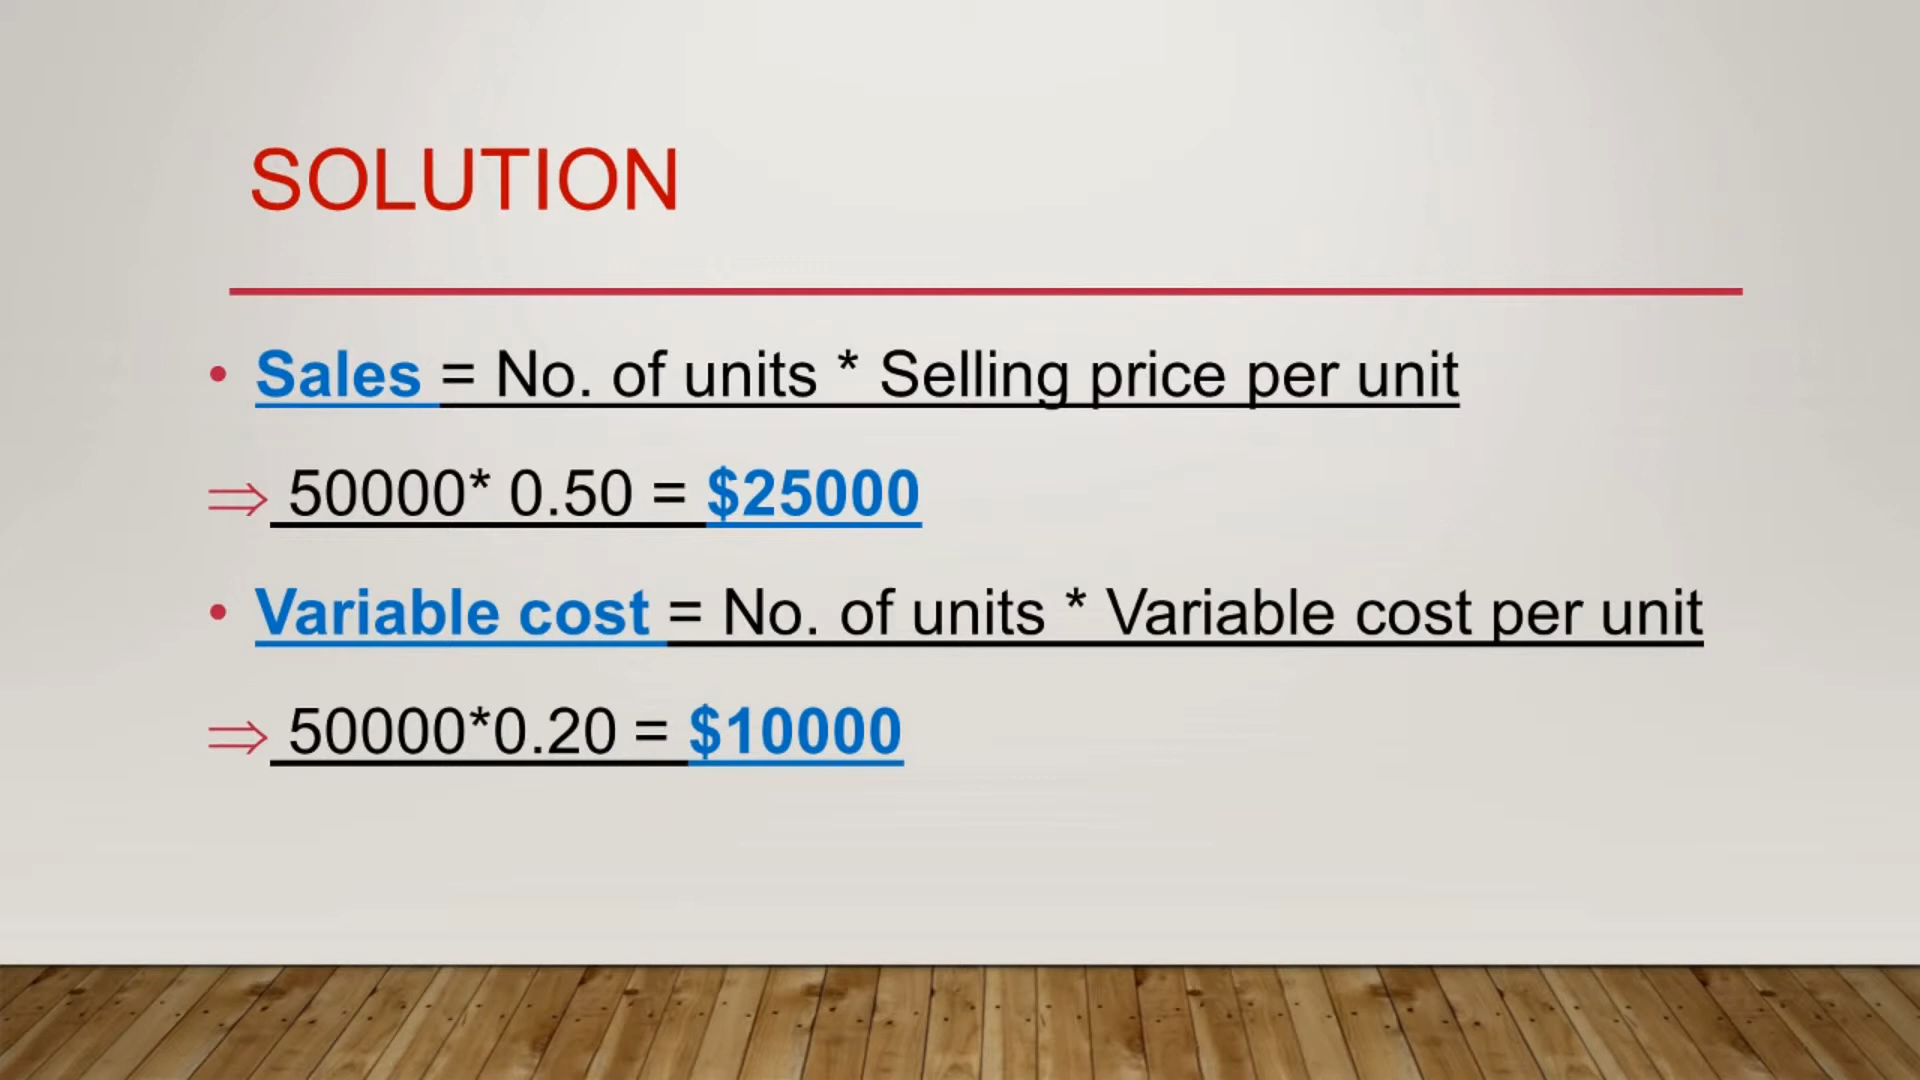 SOLUTION
• Sales = No. of units * Selling price per unit
⇒ 50000* 0.50 = $25000
• Variable cost = No. of units * Variable cost per unit
⇒ 50000*0.20 = $10000